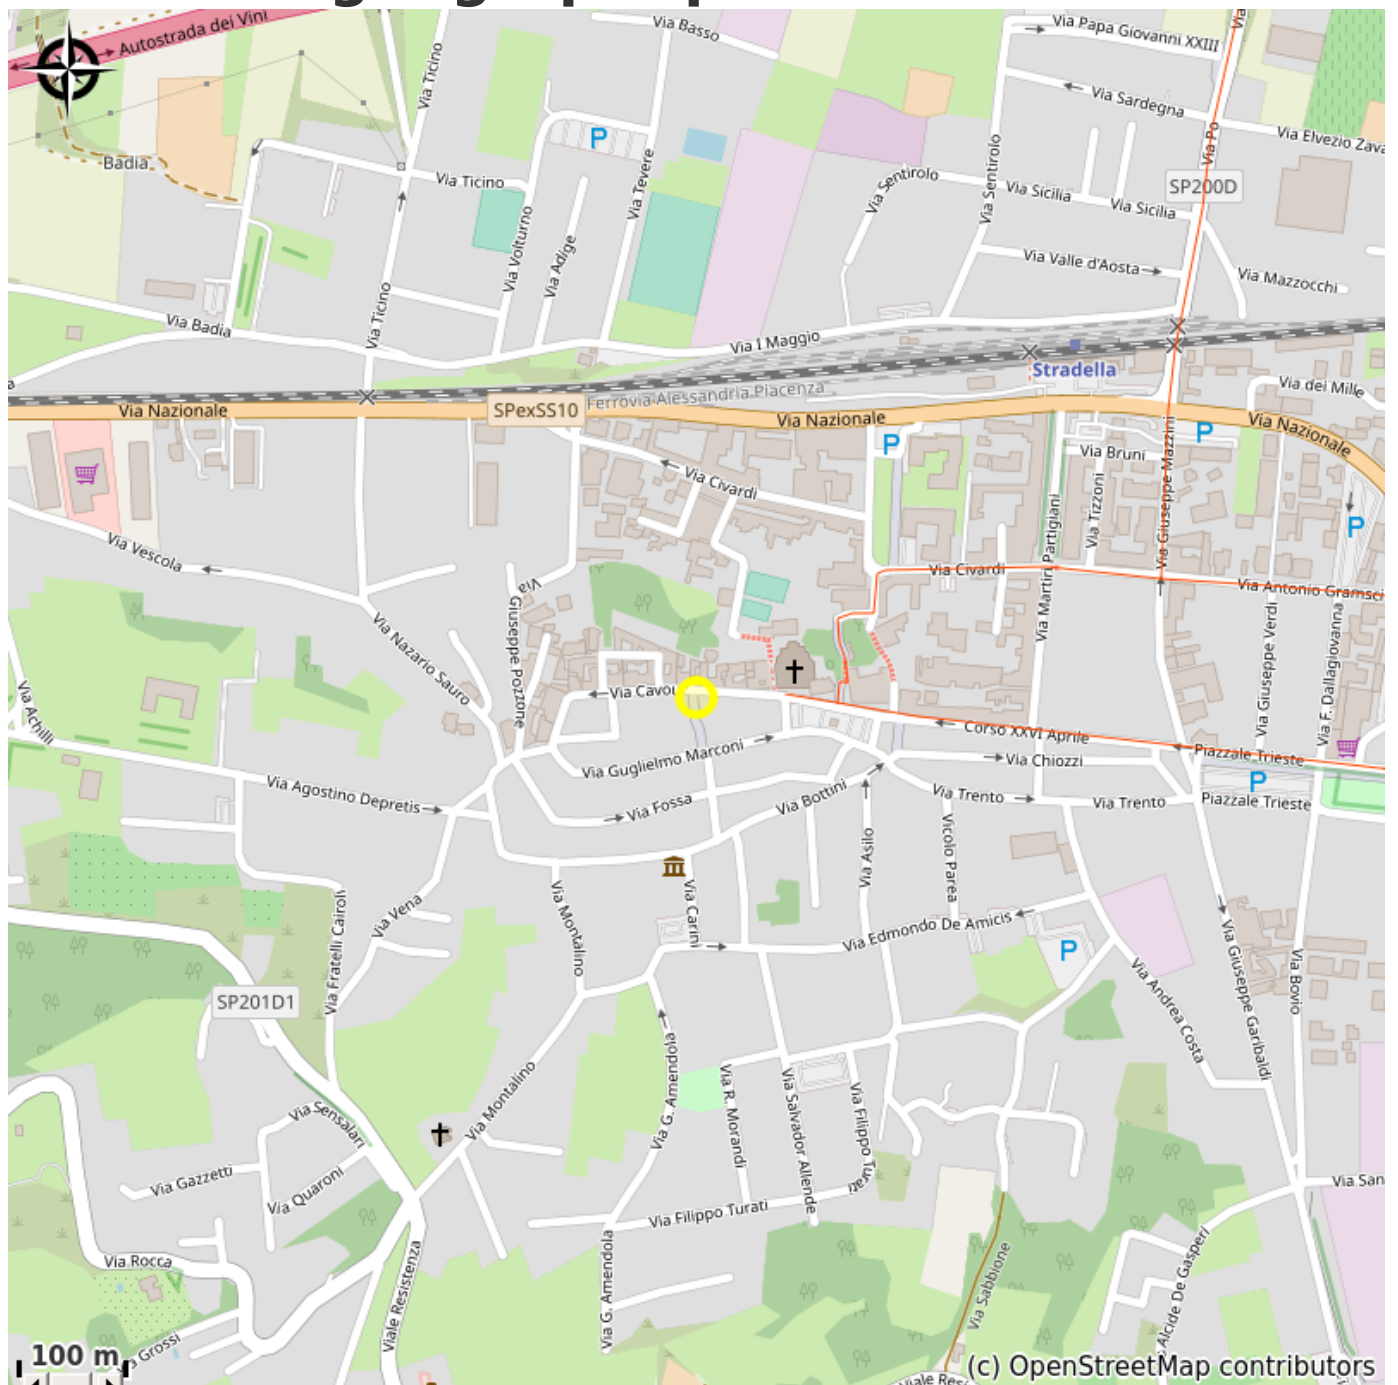 Autostrada dei Vini
Via Basso
Via Papa Giovanni XXIII
Via Ticino
Via Sardegna
Via Po
Via Elvezio Zava
P
Badia
Via Ticino
Via Tevere
Via Sentirolo
Via Sentirolo
Via Sicilia
Via Sicilia
SP200D
Via Volturno
Via Adige
Via Valle d'Aosta
Via Mazzocchi
Via Ticino
Via Badia
Via I Maggio
Stradella
Ferrovia Alessandria Piacenza
Via dei Mille
Via Nazionale
SPexSS10
Via Nazionale
Via Nazionale
P
P
Via Bruni
Via Civardi
Via Tizzoni
Via Giuseppe Mazzini
P
Via Martiri Partigiani
Via Vescola
Via Civardi
Via Antonio Gramsci
Via
Giuseppe Pozzone
Via Nazario Sauro
Via Giuseppe Verdi
Via F. Dallagiovanna
Via Achilli
Via Cavou
Corso XXVI Aprile
Piazzale Trieste
Via Guglielmo Marconi
Via Chiozzi
P
Via Agostino Depretis
Via Fossa
Via Bottini
Via Trento
Via Trento
Piazzale Trieste
Via Asilo
Vicolo Parea
Via Vena
Via Fratelli Cairoli
Via Montalino
Via Carini
Via Edmondo De Amicis
P
Via Andrea Costa
Via Giuseppe Garibaldi
Via Bovio
SP201D1
Via G. Amendola
Via Montalino
Via Sensalari
Via R. Morandi
Via Salvador Allende
Via Filippo Turati
Via Gazzetti
Via Quaroni
Via San
Via Filippo Turati
Via Rocca
Viale Resistenza
Via G. Amendola
Via Sabbione
Alcide De Gasperi
Via Grossi
100 m
Viale Res
(c) OpenStreetMap contributors